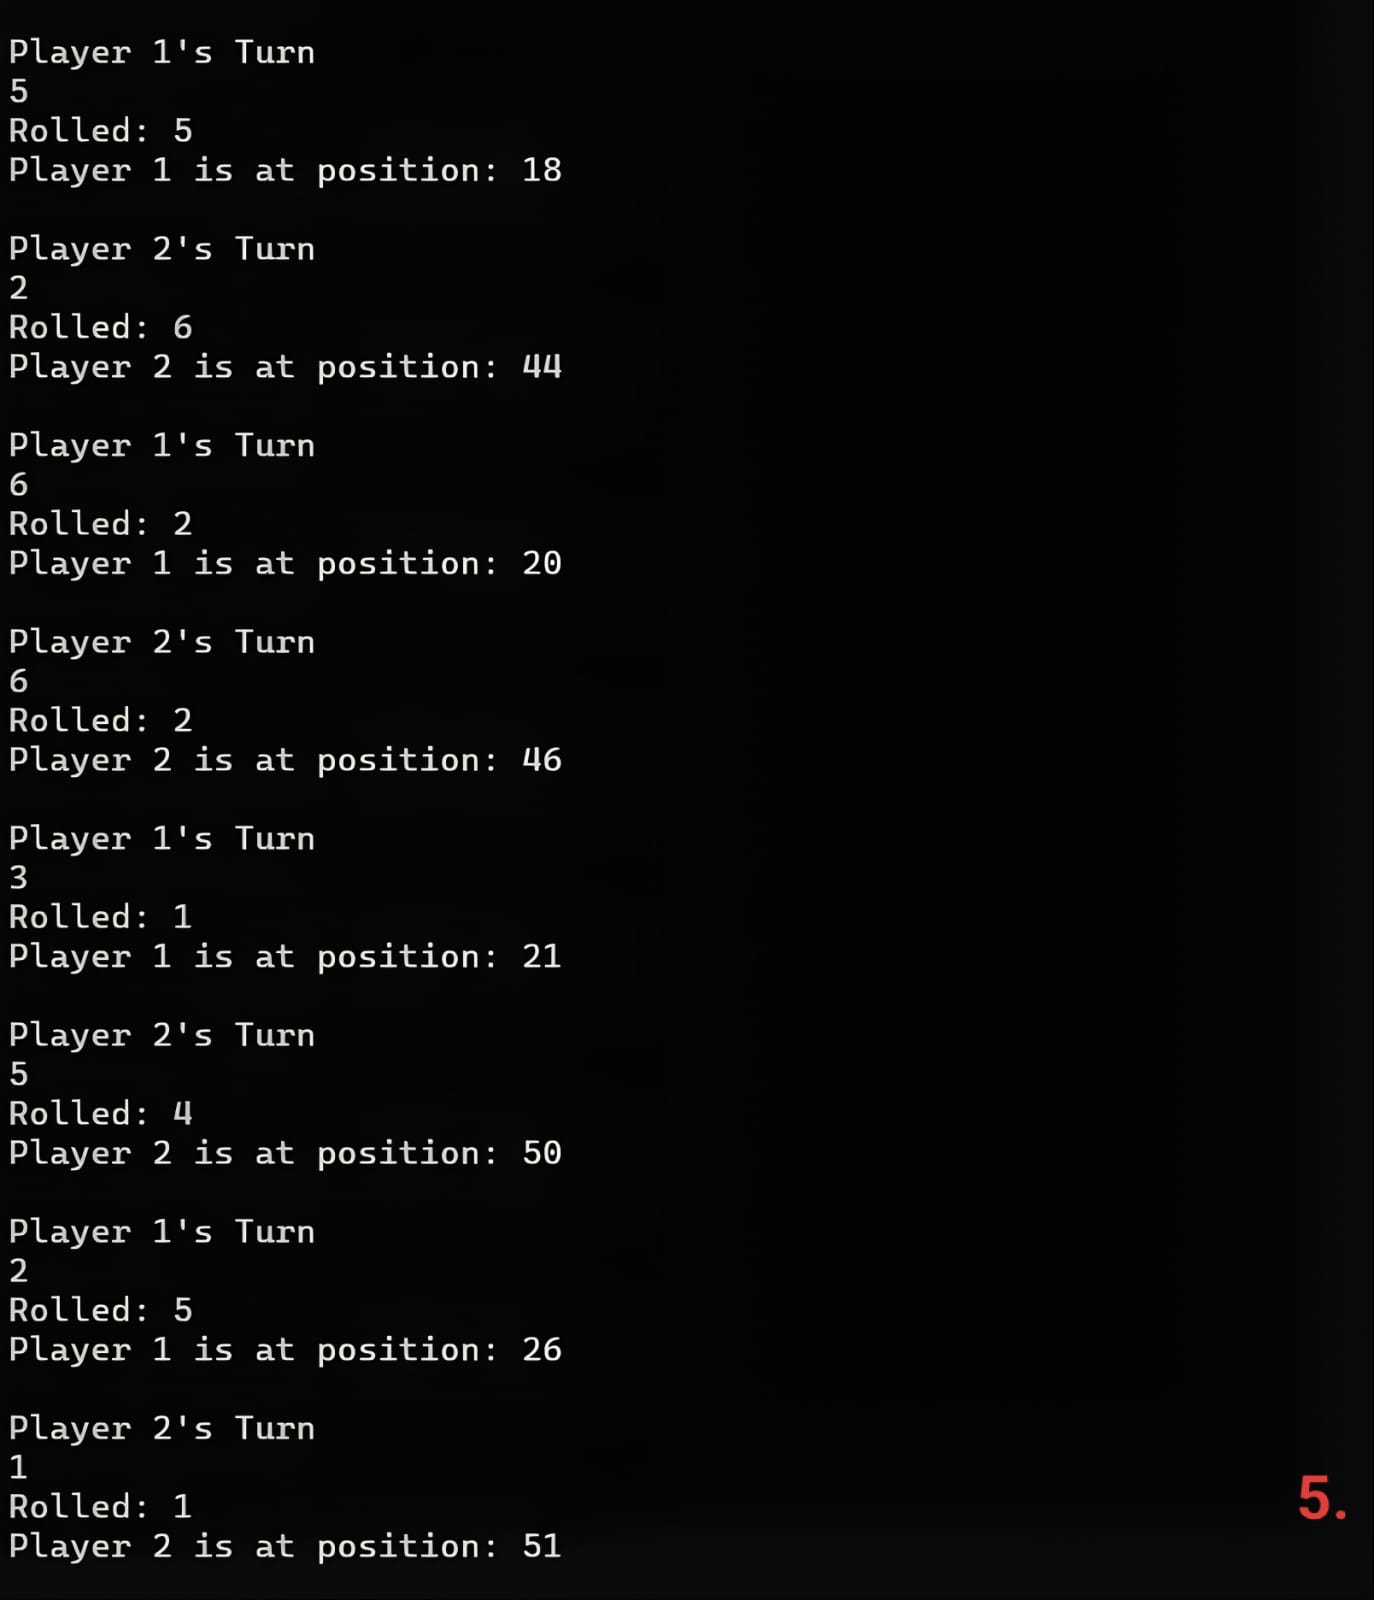 Player 1's Turn
5
Rolled: 5
Player 1 is at position: 18
Player 2's Turn
2
Rolled: 6
Player 2 is at position: 44
Player 1's Turn
6
Rolled: 2
Player 1 is at position: 20
Player 2's Turn
6
Rolled: 2
Player 2 is at position: 46
Player 1's Turn
3
Rolled: 1
Player 1 is at position: 21
Player 2's Turn
5
Rolled: 4
Player 2 is at position: 50
Player 1's Turn
2
Rolled: 5
Player 1 is at position: 26
Player 2's Turn
1
Rolled: 1
Player 2 is at position: 51
5.